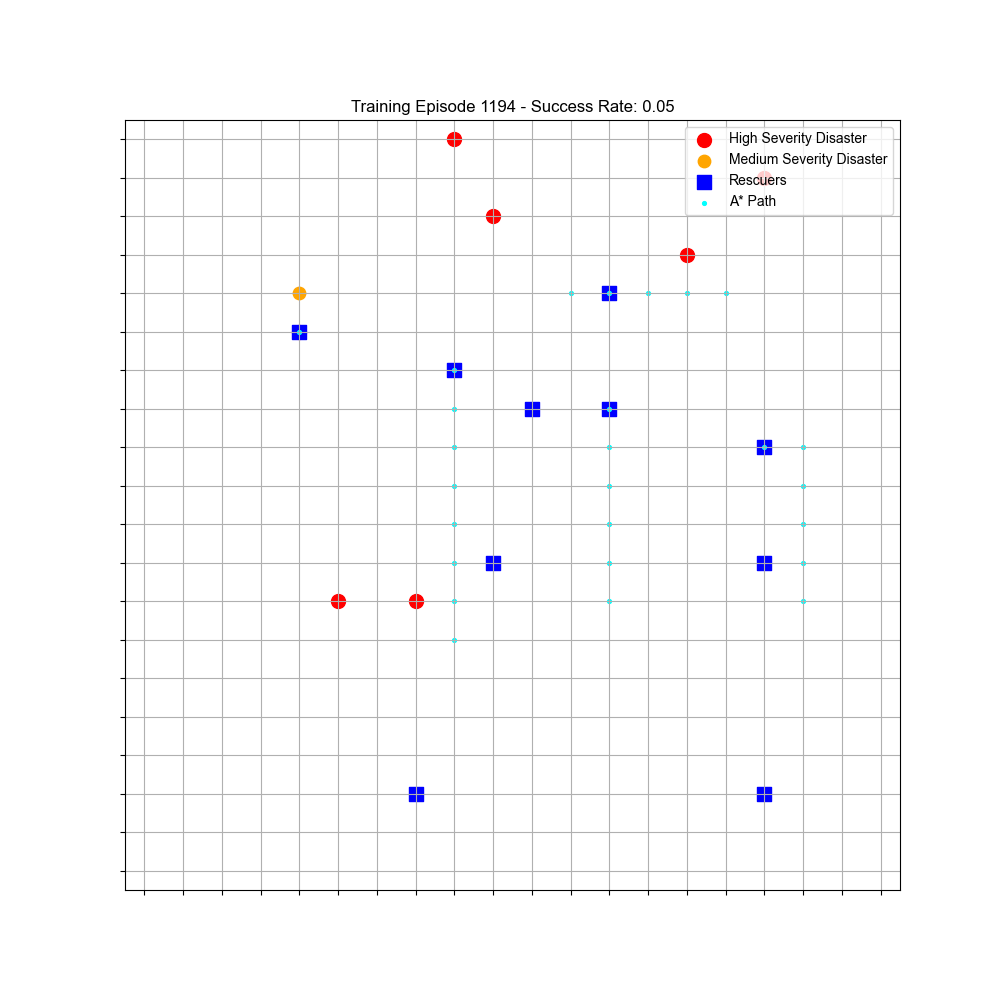 Training Episode 1194 - Success Rate: 0.05
High Severity Disaster
Medium Severity Disaster
Rescuers
A* Path